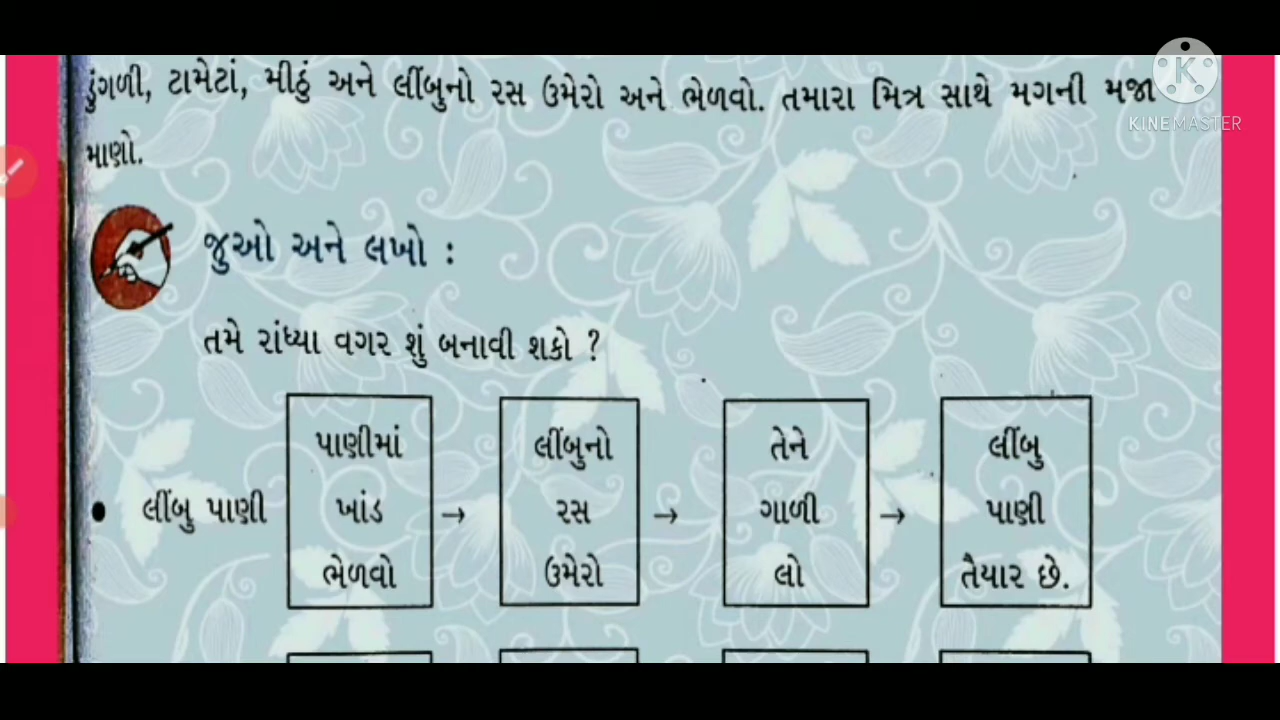 ડુંગળી, ટામેટાં, મીઠું અને લીંબુનો રસ ઉમેરો અને ભેળવો. તમારા મિત્ર સાથે મગની મજા
માણો.
K
KINEMASTER
જુઓ અને લખો :
તમે રાંધ્યા વગર શું બનાવી શકો ?
• લીંબુ પાણી
પાણીમાં
ખાંડ
ભેળવો
→
લીંબુનો
રસ
ઉમેરો
→
તેને
ગાળી
લો
→
લીંબુ
પાણી
તૈયાર છે.